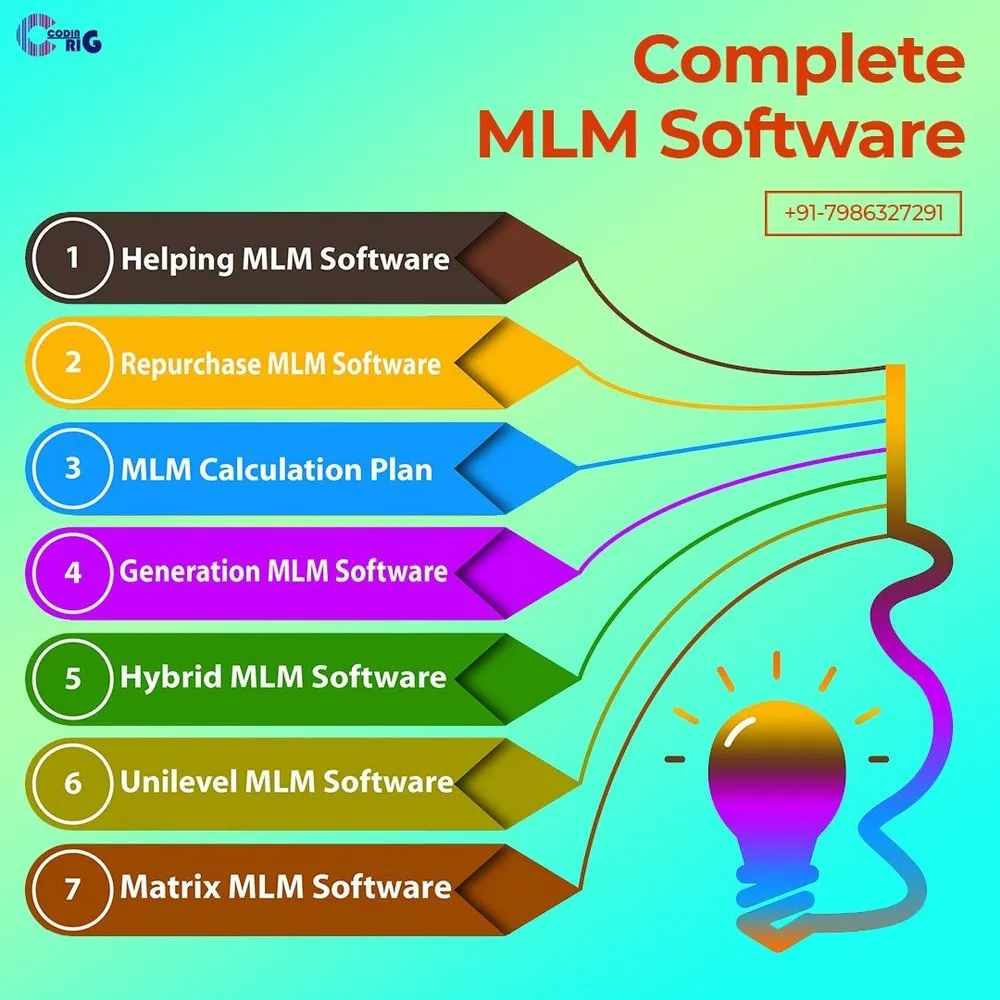 CODIN
RIG
Complete
MLM Software
+91-7986327291
1 Helping MLM Software
2 Repurchase MLM Software
3 MLM Calculation Plan
4 Generation MLM Software
5 Hybrid MLM Software
6 Unilevel MLM Software
7 Matrix MLM Software